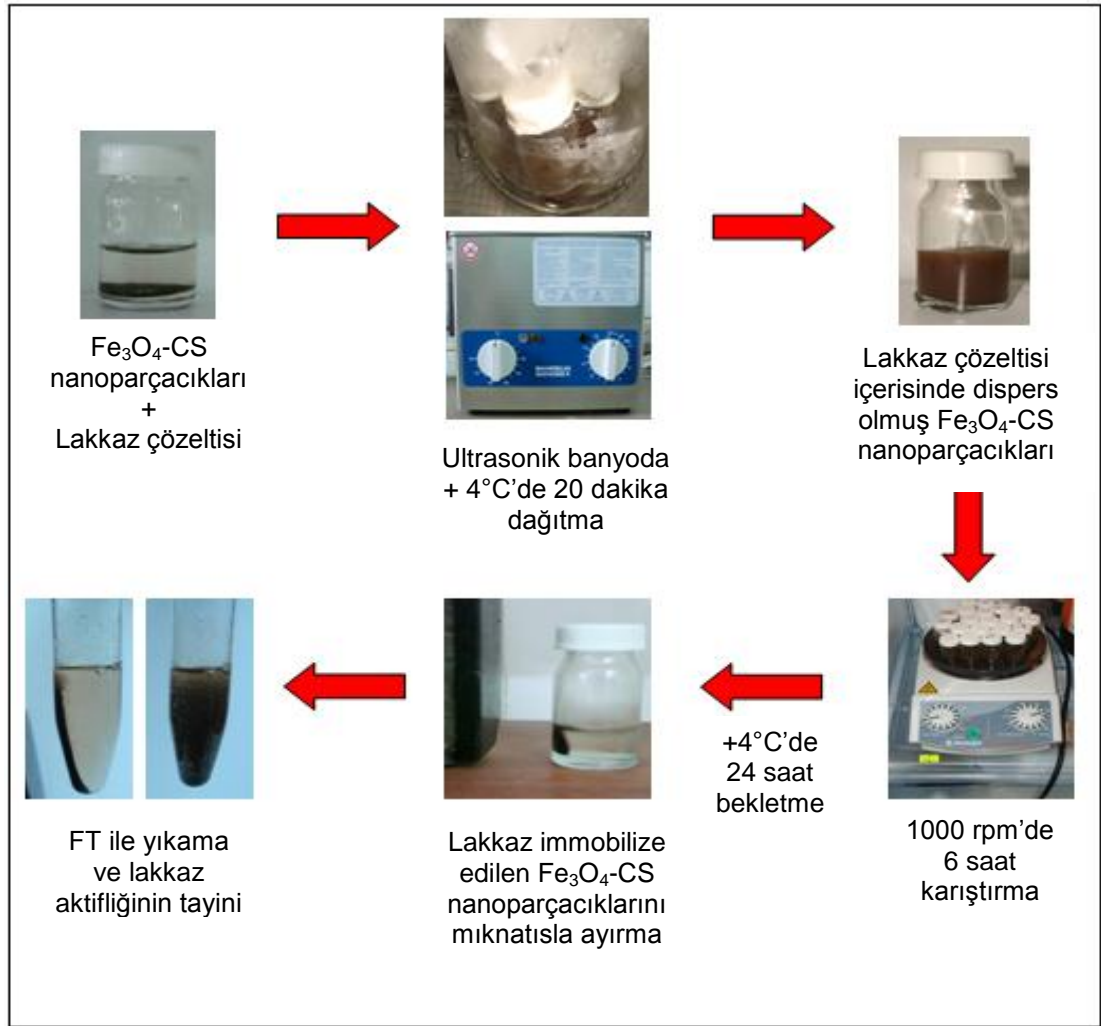 Fe₃O₄-CS
nanoparçacıkları
+
Lakkaz çözeltisi
Ultrasonik banyoda
+ 4°C’de 20 dakika
dağıtma
Lakkaz çözeltisi
içerisinde dispers
olmuş Fe₃O₄-CS
nanoparçacıkları
1000 rpm’de
6 saat
karıştırma
+4°C’de
24 saat
bekletme
Lakkaz immobilize
edilen Fe₃O₄-CS
nanoparçacıklarını
mıknatısla ayırma
FT ile yıkama
ve lakkaz
aktifliğinin tayini